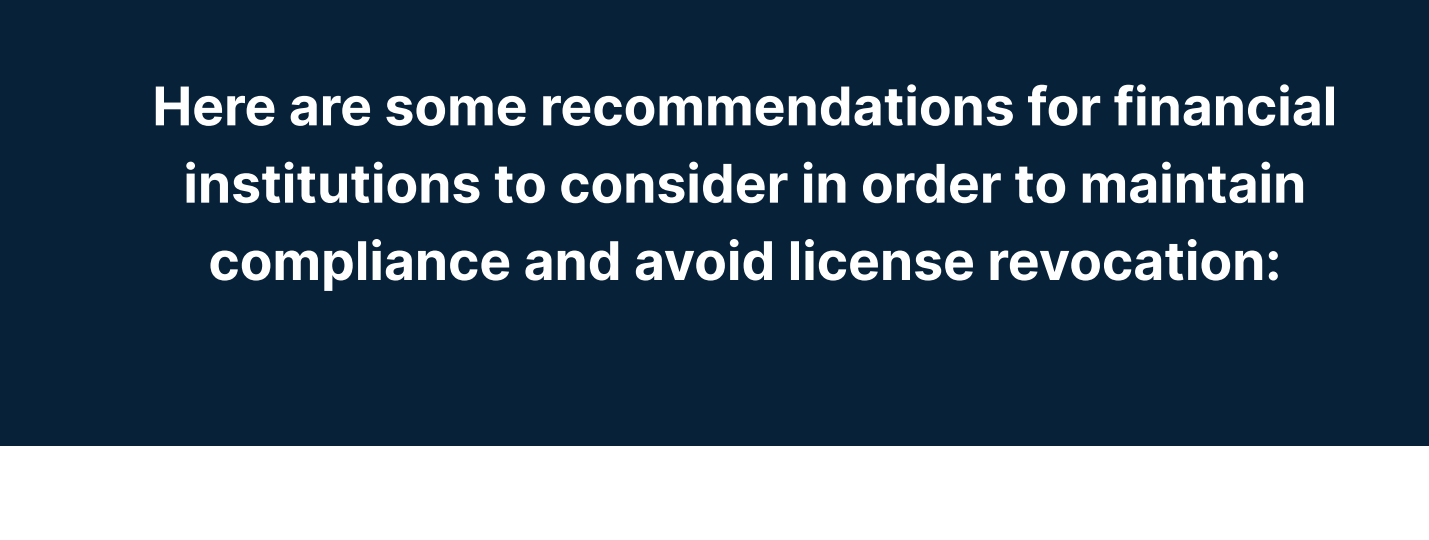 Here are some recommendations for financial
institutions to consider in order to maintain
compliance and avoid license revocation: